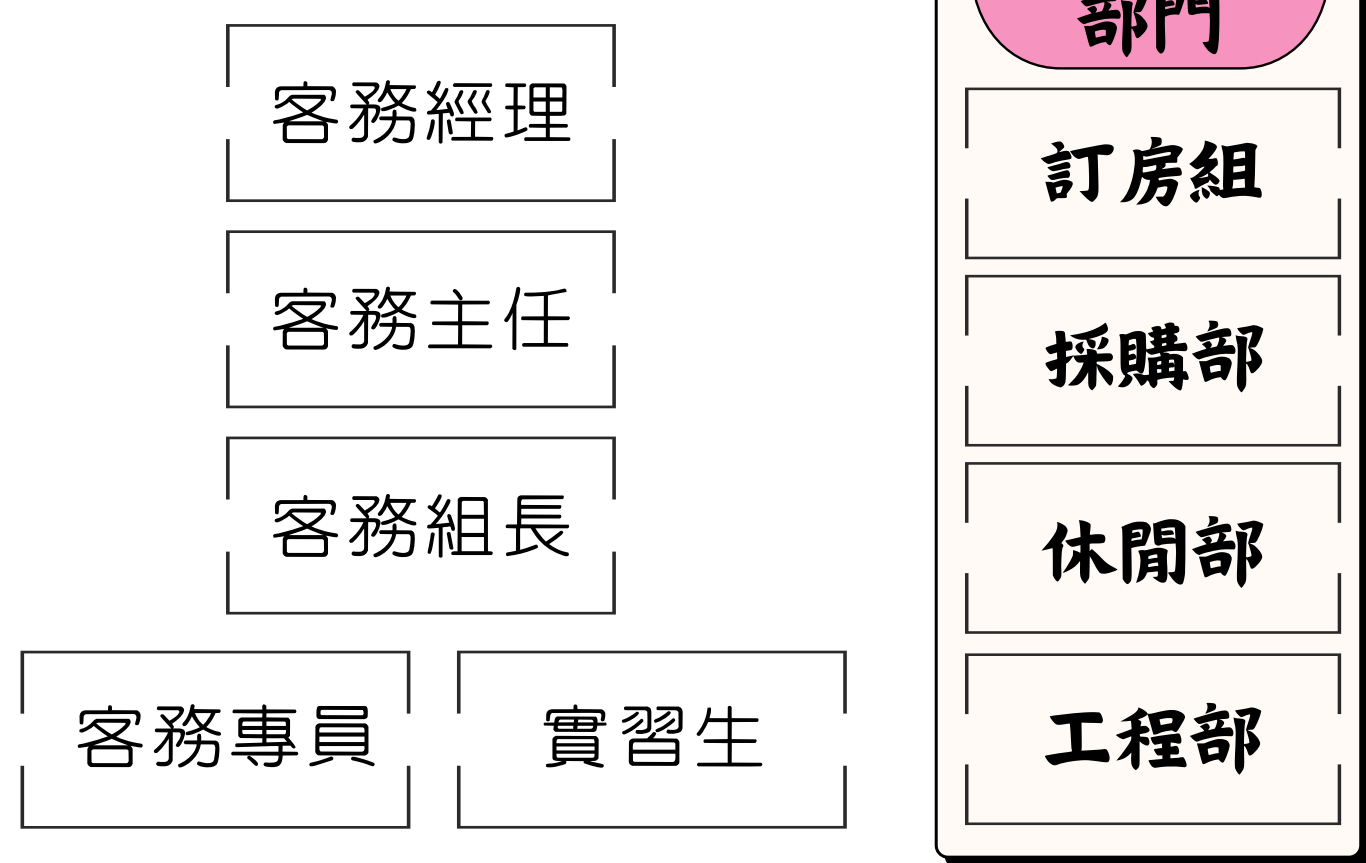 客務經理
客務主任
客務組長
客務專員
實習生
部門
訂房組
採購部
休閒部
工程部